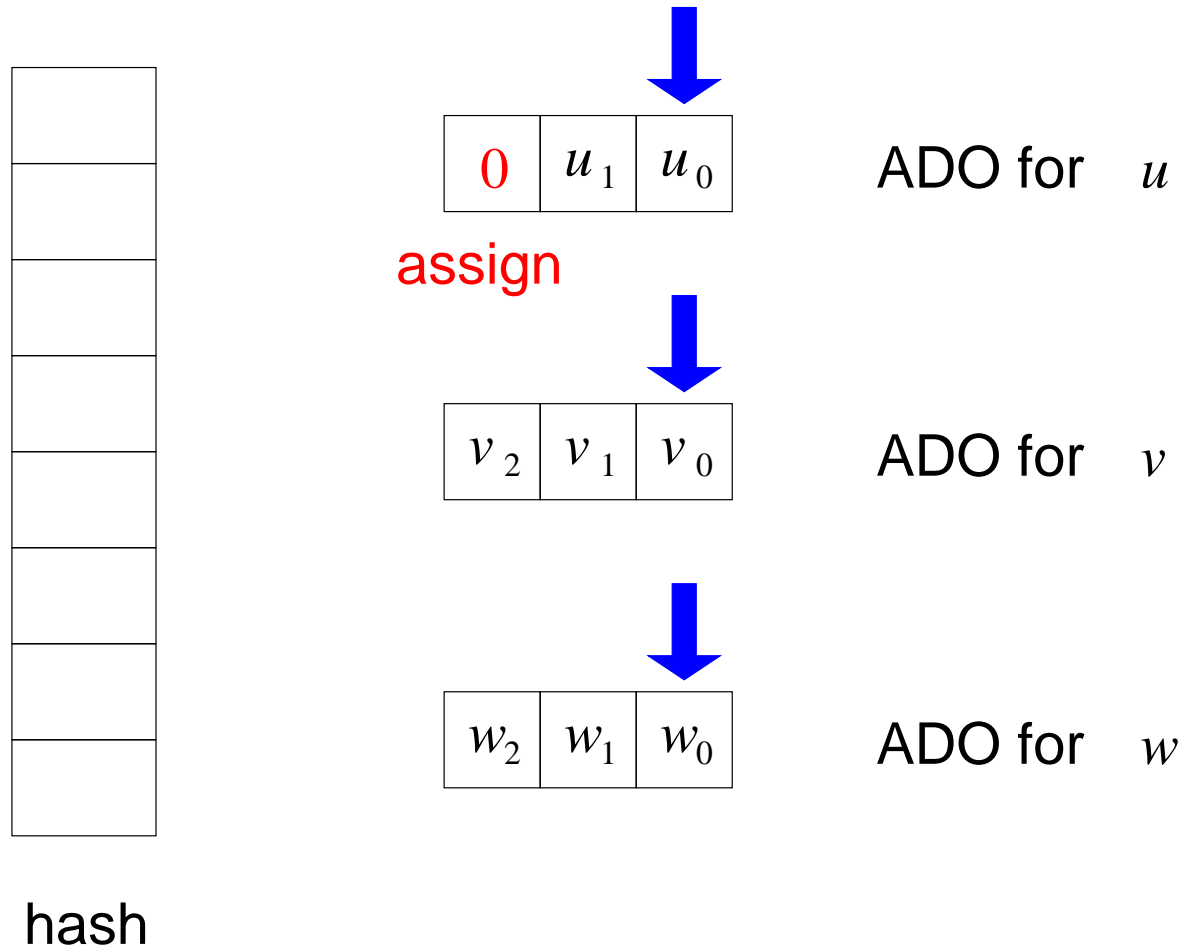 0 u₁ u₀ ADO for u
assign
v₂ v₁ v₀ ADO for v
w₂ w₁ w₀ ADO for w
hash